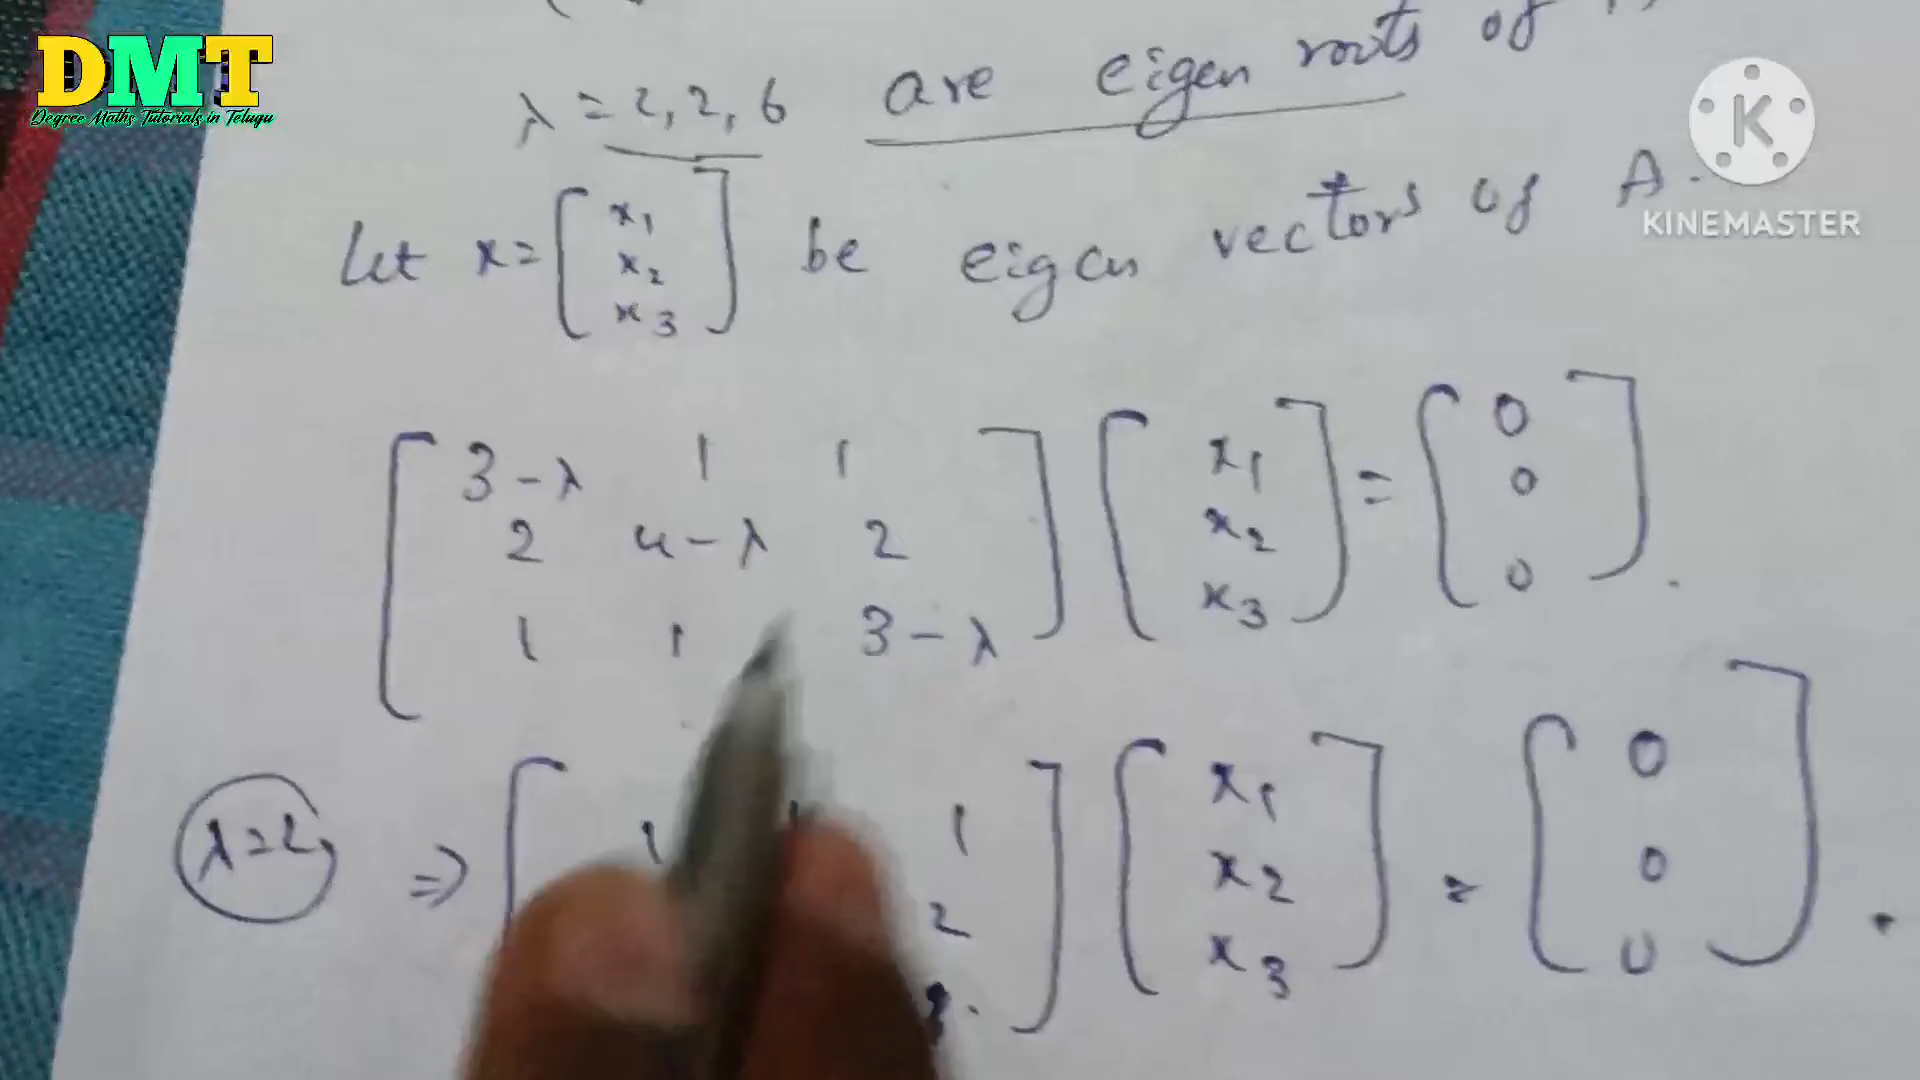 DMT
Degree Maths Tutorials in Telugu
K
KINEMASTER
λ = 2, 2, 6 are eigen roots of
Let x = [ x1 x2 x3 ] be eigen vectors of A.
[ 3-λ 1 1 ] [ x1 ] = [ 0 ]
[ 2 4-λ 2 ] [ x2 ] [ 0 ]
[ 1 1 3-λ ] [ x3 ] [ 0 ] .
λ=2 ⇒ [ 1 1 1 ] [ x1 ] = [ 0 ]
2 ] [ x2 ] [ 0 ]
] [ x3 ] [ 0 ] .